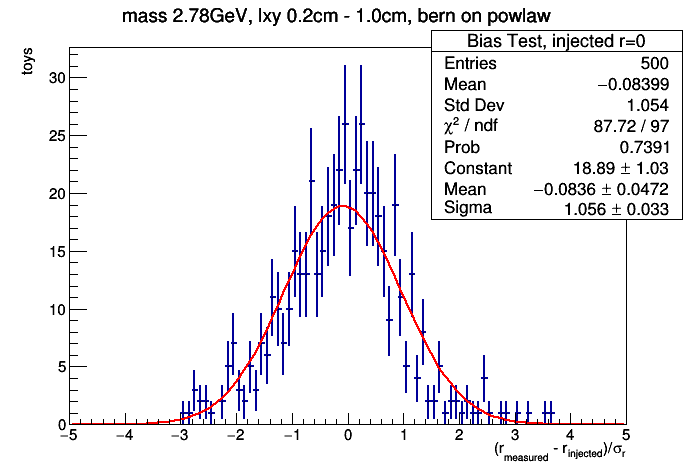 mass 2.78GeV, lxy 0.2cm - 1.0cm, bern on powlaw
toys
Bias Test, injected r=0
Entries 500
Mean −0.08399
Std Dev 1.054
χ² / ndf 87.72 / 97
Prob 0.7391
Constant 18.89 ± 1.03
Mean −0.0836 ± 0.0472
Sigma 1.056 ± 0.033
30
25
20
15
10
5
0
−5 −4 −3 −2 −1 0 1 2 3 4 5
(r_measured - r_injected)/σ_r